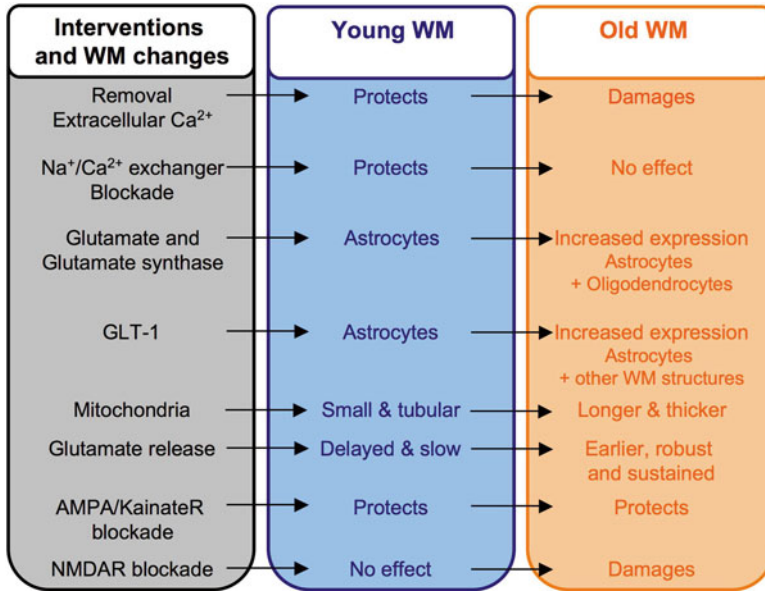 Interventions
and WM changes
Young WM
Old WM
Removal
Extracellular Ca²⁺
Protects
Damages
Na⁺/Ca²⁺ exchanger
Blockade
Protects
No effect
Glutamate and
Glutamate synthase
Astrocytes
Increased expression
Astrocytes
+ Oligodendrocytes
GLT-1
Astrocytes
Increased expression
Astrocytes
+ other WM structures
Mitochondria
Small & tubular
Longer & thicker
Glutamate release
Delayed & slow
Earlier, robust
and sustained
AMPA/KainateR
blockade
Protects
Protects
NMDAR blockade
No effect
Damages